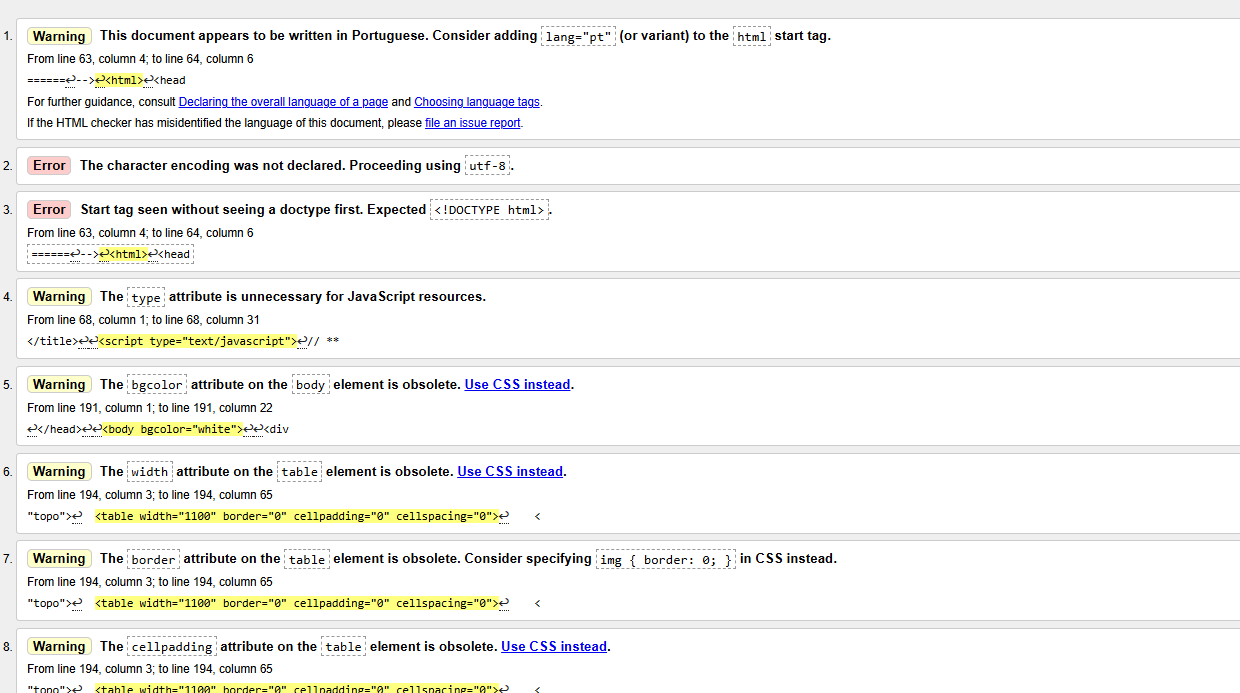 1. Warning This document appears to be written in Portuguese. Consider adding lang="pt" (or variant) to the html start tag.
From line 63, column 4; to line 64, column 6
======↩-->↩<html>↩<head
For further guidance, consult Declaring the overall language of a page and Choosing language tags.
If the HTML checker has misidentified the language of this document, please file an issue report.
2. Error The character encoding was not declared. Proceeding using utf-8.
3. Error Start tag seen without seeing a doctype first. Expected <!DOCTYPE html>.
From line 63, column 4; to line 64, column 6
======↩-->↩<html>↩<head
4. Warning The type attribute is unnecessary for JavaScript resources.
From line 68, column 1; to line 68, column 31
</title>↩↩<script type="text/javascript">↩// **
5. Warning The bgcolor attribute on the body element is obsolete. Use CSS instead.
From line 191, column 1; to line 191, column 22
↩</head>↩↩<body bgcolor="white">↩↩<div
6. Warning The width attribute on the table element is obsolete. Use CSS instead.
From line 194, column 3; to line 194, column 65
"topo">↩ <table width="1100" border="0" cellpadding="0" cellspacing="0">↩ <
7. Warning The border attribute on the table element is obsolete. Consider specifying img { border: 0; } in CSS instead.
From line 194, column 3; to line 194, column 65
"topo">↩ <table width="1100" border="0" cellpadding="0" cellspacing="0">↩ <
8. Warning The cellpadding attribute on the table element is obsolete. Use CSS instead.
From line 194, column 3; to line 194, column 65
"topo">↩ <table width="1100" border="0" cellpadding="0" cellspacing="0">↩ <